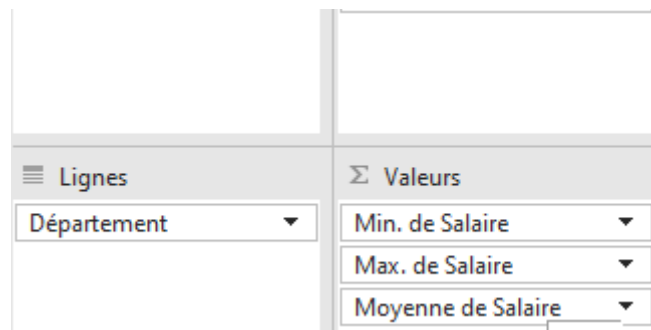 Lignes
Département
Σ Valeurs
Min. de Salaire
Max. de Salaire
Moyenne de Salaire